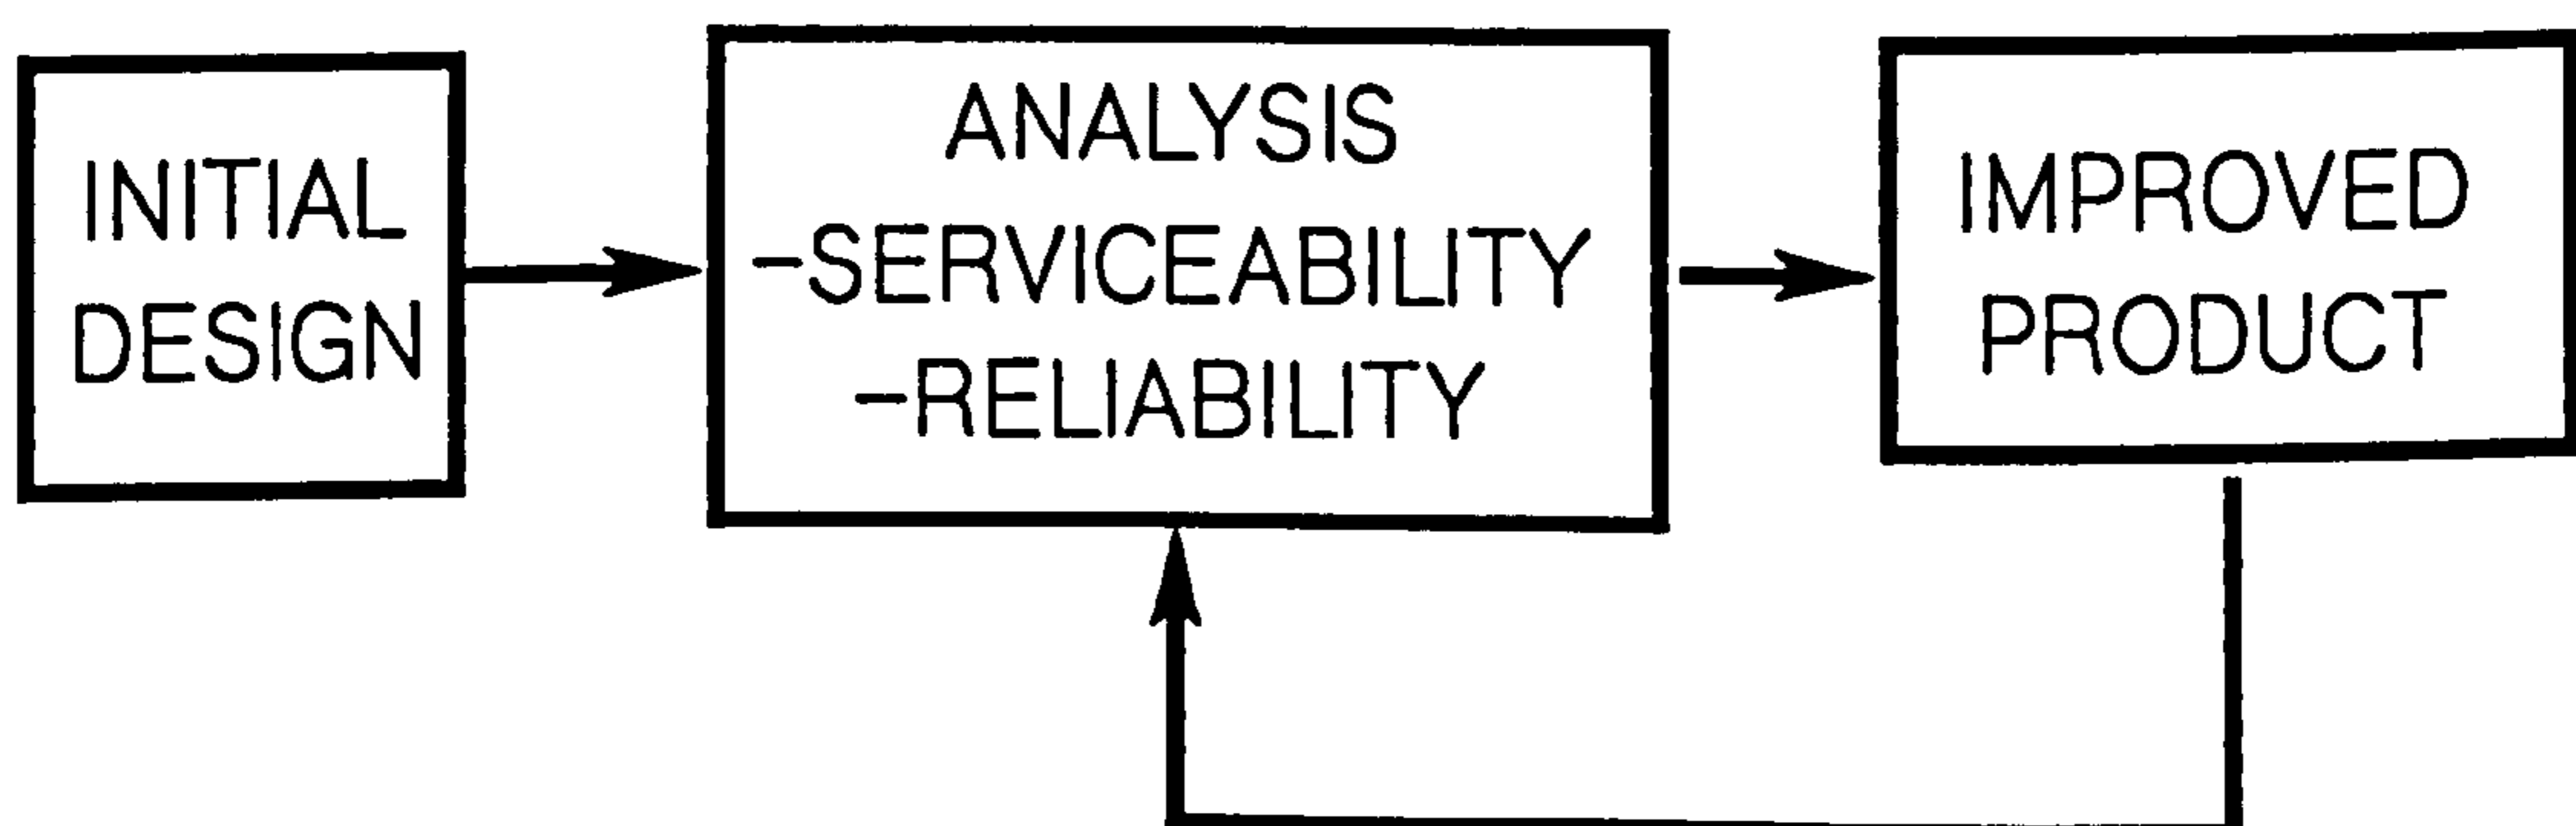 INITIAL
DESIGN
ANALYSIS
-SERVICEABILITY
-RELIABILITY
IMPROVED
PRODUCT